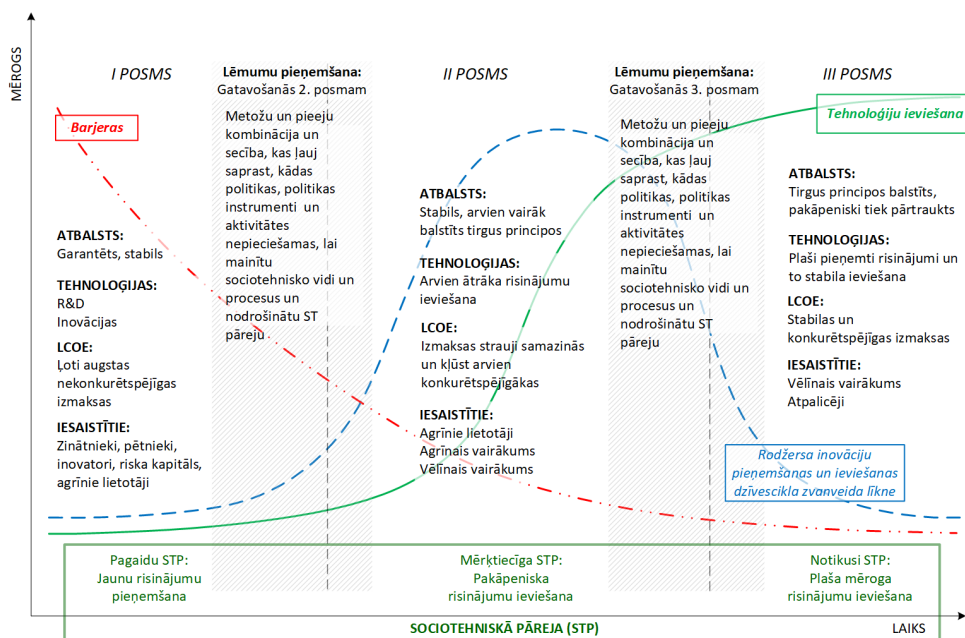 MĒROGS
I POSMS
Lēmumu pieņemšana:
Gatavošanās 2. posmam
II POSMS
Lēmumu pieņemšana:
Gatavošanās 3. posmam
III POSMS
Barjeras
Tehnoloģiju ieviešana
ATBALSTS:
Garantēts, stabils
TEHNOLOĢIJAS:
R&D
Inovācijas
LCOE:
Ļoti augstas
nekonkurētspējīgas
izmaksas
IESAISTĪTIE:
Zinātnieki, pētnieki,
inovatori, riska kapitāls,
agrīnie lietotāji
Metožu un pieeju
kombinācija un
secība, kas ļauj
saprast, kādas
politikas, politikas
instrumenti un
aktivitātes
nepieciešamas, lai
mainītu
sociotehnisko vidi un
procesus un
nodrošinātu ST
pāreju
ATBALSTS:
Stabils, arvien vairāk
balstīts tirgus principos
TEHNOLOĢIJAS:
Arvien ātrāka risinājumu
ieviešana
LCOE:
Izmaksas strauji samazinās
un kļūst arvien
konkurētspējīgākas
IESAISTĪTIE:
Agrīnie lietotāji
Agrīnais vairākums
Vēlīnais vairākums
Metožu un pieeju
kombinācija un
secība, kas ļauj
saprast, kādas
politikas, politikas
instrumenti un
aktivitātes
nepieciešamas, lai
mainītu
sociotehnisko vidi un
procesus un
nodrošinātu ST
pāreju
ATBALSTS:
Tirgus principos balstīts,
pakāpeniski tiek pārtraukts
TEHNOLOĢIJAS:
Plaši pieņemti risinājumi un
to stabila ieviešana
LCOE:
Stabilas un
konkurētspējīgas izmaksas
IESAISTĪTIE:
Vēlīnais vairākums
Atpalicēji
Rodžersa inovāciju
pieņemšanas un ieviešanas
dzīvescikla zvanveida līkne
Pagaidu STP:
Jaunu risinājumu
pieņemšana
Mērķtiecīga STP:
Pakāpeniska
risinājumu ieviešana
Notikusi STP:
Plaša mēroga
risinājumu ieviešana
SOCIOTEHNISKĀ PĀREJA (STP)
LAIKS